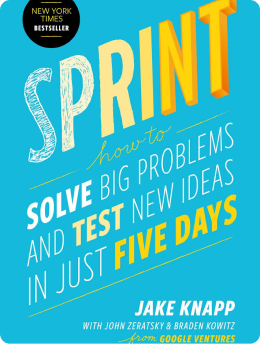 NEW YORK
TIMES
BESTSELLER
SPRINT
how to
SOLVE BIG PROBLEMS
AND TEST NEW IDEAS
IN JUST FIVE DAYS
JAKE KNAPP
WITH JOHN ZERATSKY & BRADEN KOWITZ
from GOOGLE VENTURES